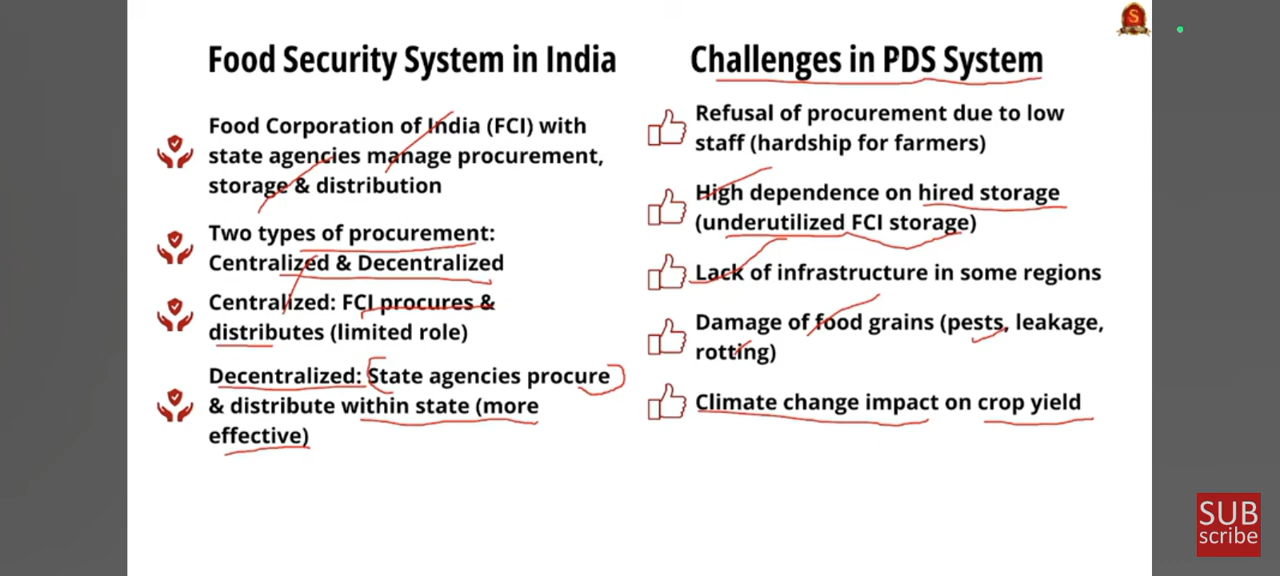 Food Security System in India
Food Corporation of India (FCI) with
state agencies manage procurement,
storage & distribution
Two types of procurement:
Centralized & Decentralized
Centralized: FCI procures &
distributes (limited role)
Decentralized: State agencies procure
& distribute within state (more
effective)
Challenges in PDS System
Refusal of procurement due to low
staff (hardship for farmers)
High dependence on hired storage
(underutilized FCI storage)
Lack of infrastructure in some regions
Damage of food grains (pests, leakage,
rotting)
Climate change impact on crop yield
S
SUB
scribe